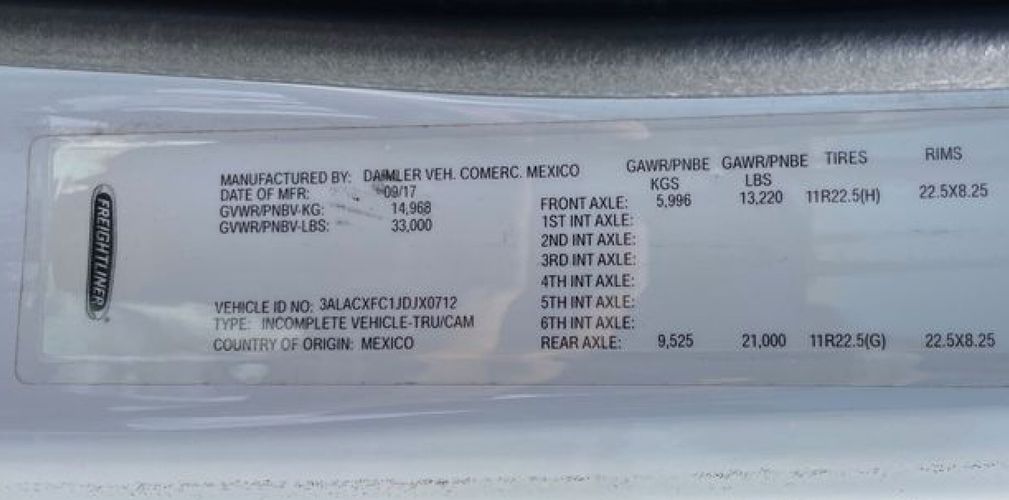 FREIGHTLINER
MANUFACTURED BY: DAIMLER VEH. COMERC. MEXICO
DATE OF MFR: 09/17
GVWR/PNBV-KG: 14,968
GVWR/PNBV-LBS: 33,000
VEHICLE ID NO: 3ALACXFC1JDJX0712
TYPE: INCOMPLETE VEHICLE-TRU/CAM
COUNTRY OF ORIGIN: MEXICO
GAWR/PNBE GAWR/PNBE TIRES RIMS
KGS LBS
FRONT AXLE: 5,996 13,220 11R22.5(H) 22.5X8.25
1ST INT AXLE:
2ND INT AXLE:
3RD INT AXLE:
4TH INT AXLE:
5TH INT AXLE:
6TH INT AXLE:
REAR AXLE: 9,525 21,000 11R22.5(G) 22.5X8.25